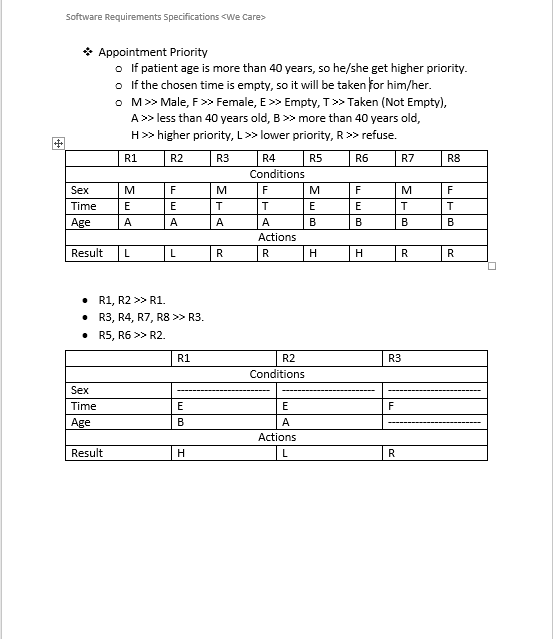 Software Requirements Specifications <We Care>
❖ Appointment Priority
o If patient age is more than 40 years, so he/she get higher priority.
o If the chosen time is empty, so it will be taken for him/her.
o M >> Male, F >> Female, E >> Empty, T >> Taken (Not Empty),
A >> less than 40 years old, B >> more than 40 years old,
H >> higher priority, L >> lower priority, R >> refuse.
R1 R2 R3 R4 R5 R6 R7 R8
Conditions
Sex M F M F M F M F
Time E E T T E E T T
Age A A A A B B B B
Actions
Result L L R R H H R R
• R1, R2 >> R1.
• R3, R4, R7, R8 >> R3.
• R5, R6 >> R2.
R1 R2 R3
Conditions
Sex ------------------------ ------------------------ ------------------------
Time E E F
Age B A ------------------------
Actions
Result H L R